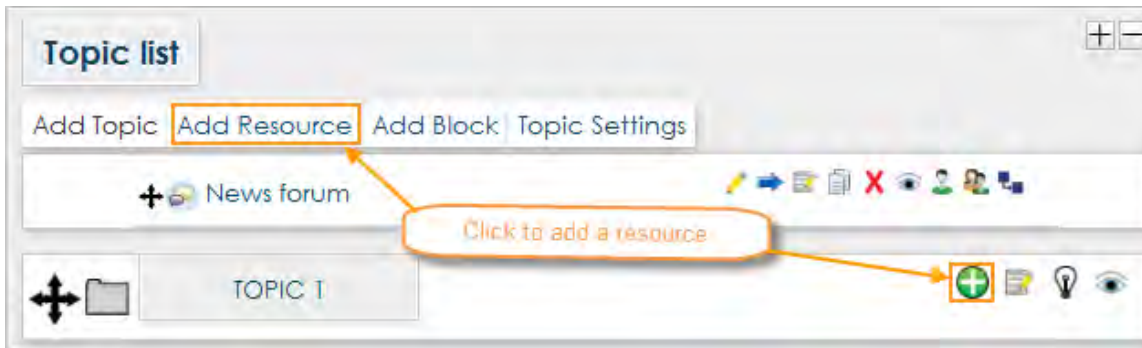 Topic list
Add Topic Add Resource Add Block Topic Settings
News forum
Click to add a resource
TOPIC 1